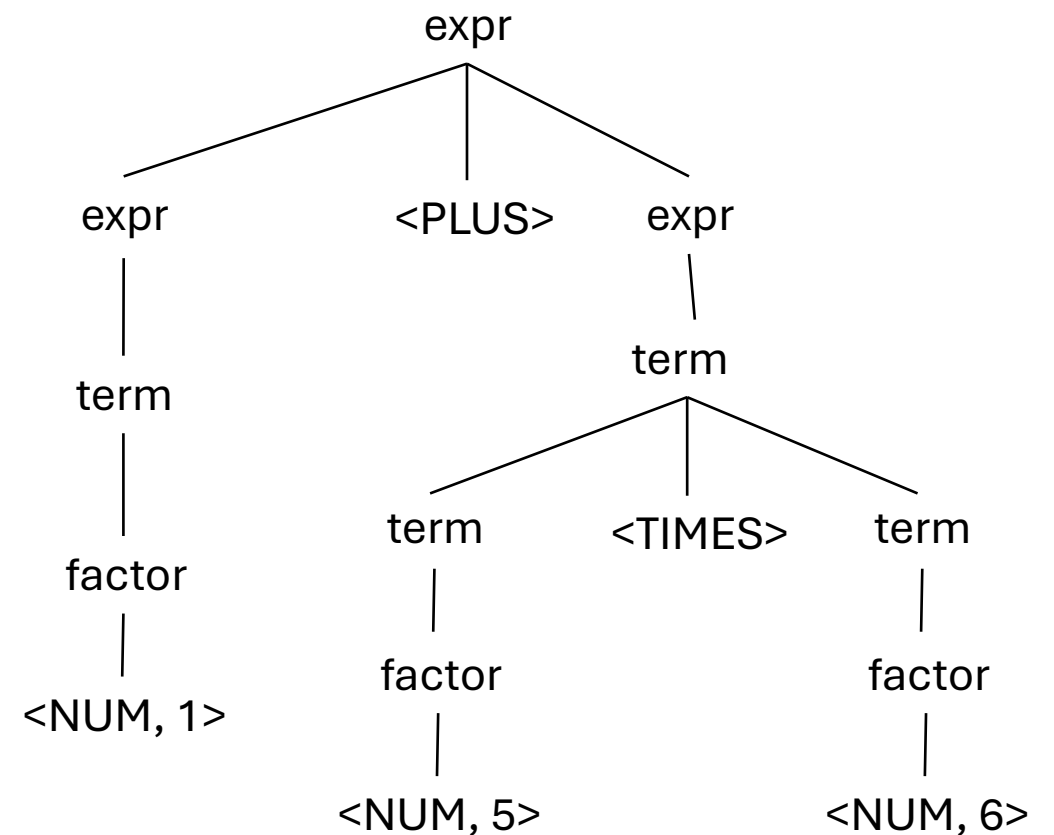 expr
expr <PLUS> expr
term
term
term <TIMES> term
factor
factor factor
<NUM, 1>
<NUM, 5> <NUM, 6>